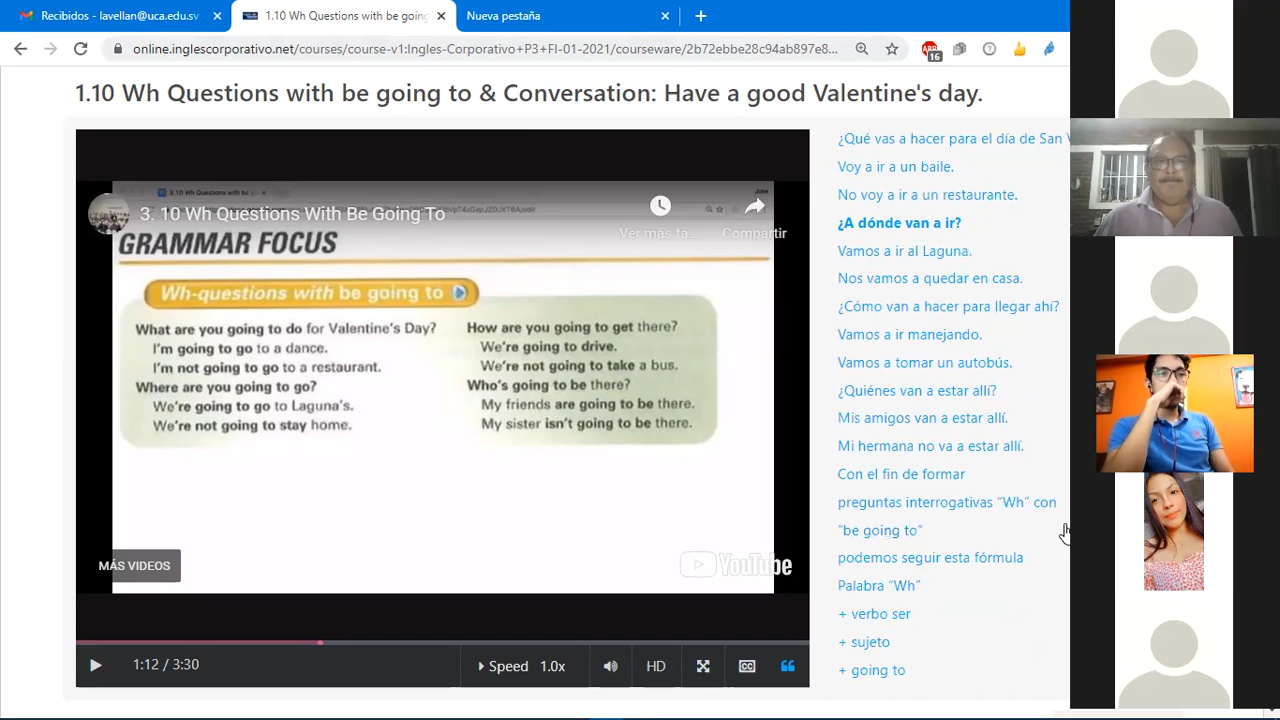 Recibidos - lavellan@uca.edu.sv
1.10 Wh Questions with be going
Nueva pestaña
online.inglescorporativo.net/courses/course-v1:Ingles-Corporativo+P3+FI-01-2021/courseware/2b72ebbe28c94ab897e8...
ABP
16
1.10 Wh Questions with be going to & Conversation: Have a good Valentine's day.
3. 10 Wh Questions With Be Going To
Ver más ta...
Compartir
GRAMMAR FOCUS
Wh-questions with be going to
What are you going to do for Valentine's Day?
I'm going to go to a dance.
I'm not going to go to a restaurant.
Where are you going to go?
We're going to go to Laguna's.
We're not going to stay home.
How are you going to get there?
We're going to drive.
We're not going to take a bus.
Who's going to be there?
My friends are going to be there.
My sister isn't going to be there.
MÁS VIDEOS
YouTube
1:12 / 3:30
Speed 1.0x
HD
CC
¿Qué vas a hacer para el día de San
Voy a ir a un baile.
No voy a ir a un restaurante.
¿A dónde van a ir?
Vamos a ir al Laguna.
Nos vamos a quedar en casa.
¿Cómo van a hacer para llegar ahí?
Vamos a ir manejando.
Vamos a tomar un autobús.
¿Quiénes van a estar allí?
Mis amigos van a estar allí.
Mi hermana no va a estar allí.
Con el fin de formar
preguntas interrogativas “Wh” con
“be going to”
podemos seguir esta fórmula
Palabra “Wh”
+ verbo ser
+ sujeto
+ going to